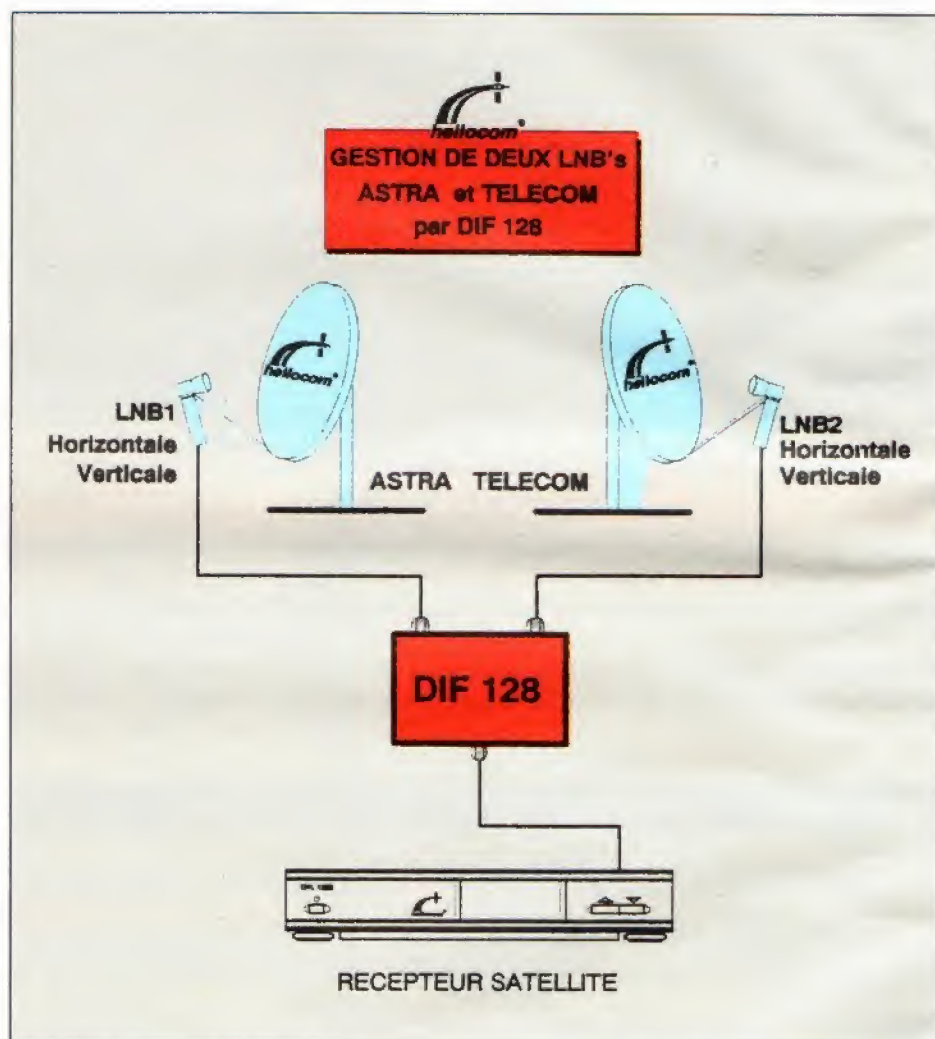 hellocom
GESTION DE DEUX LNB's
ASTRA et TELECOM
par DIF 128
hellocom
hellocom
LNB1
Horizontale
Verticale
LNB2
Horizontale
Verticale
ASTRA TELECOM
DIF 128
RECEPTEUR SATELLITE